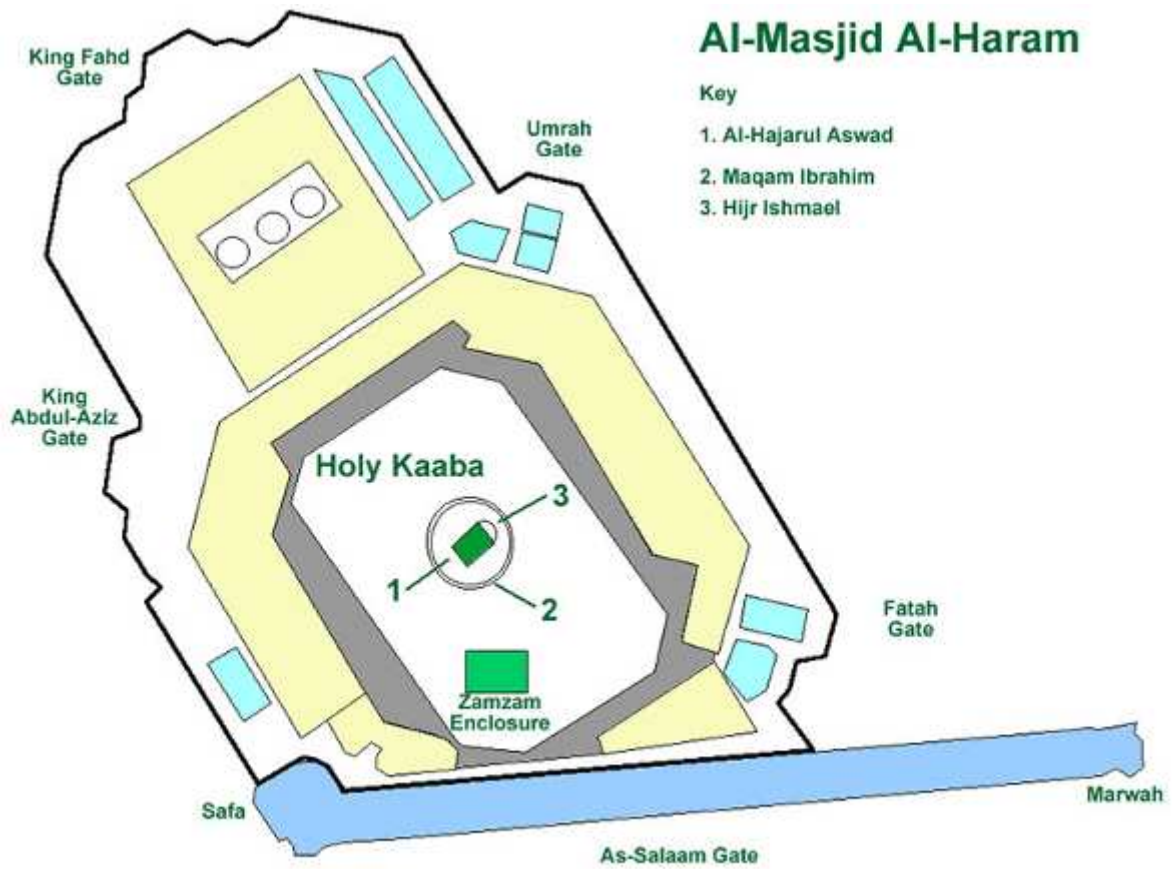 Al-Masjid Al-Haram
Key
1. Al-Hajarul Aswad
2. Maqam Ibrahim
3. Hijr Ishmael
King Fahd
Gate
Umrah
Gate
King
Abdul-Aziz
Gate
Holy Kaaba
3
1
2
Fatah
Gate
Zamzam
Enclosure
Safa
Marwah
As-Salaam Gate